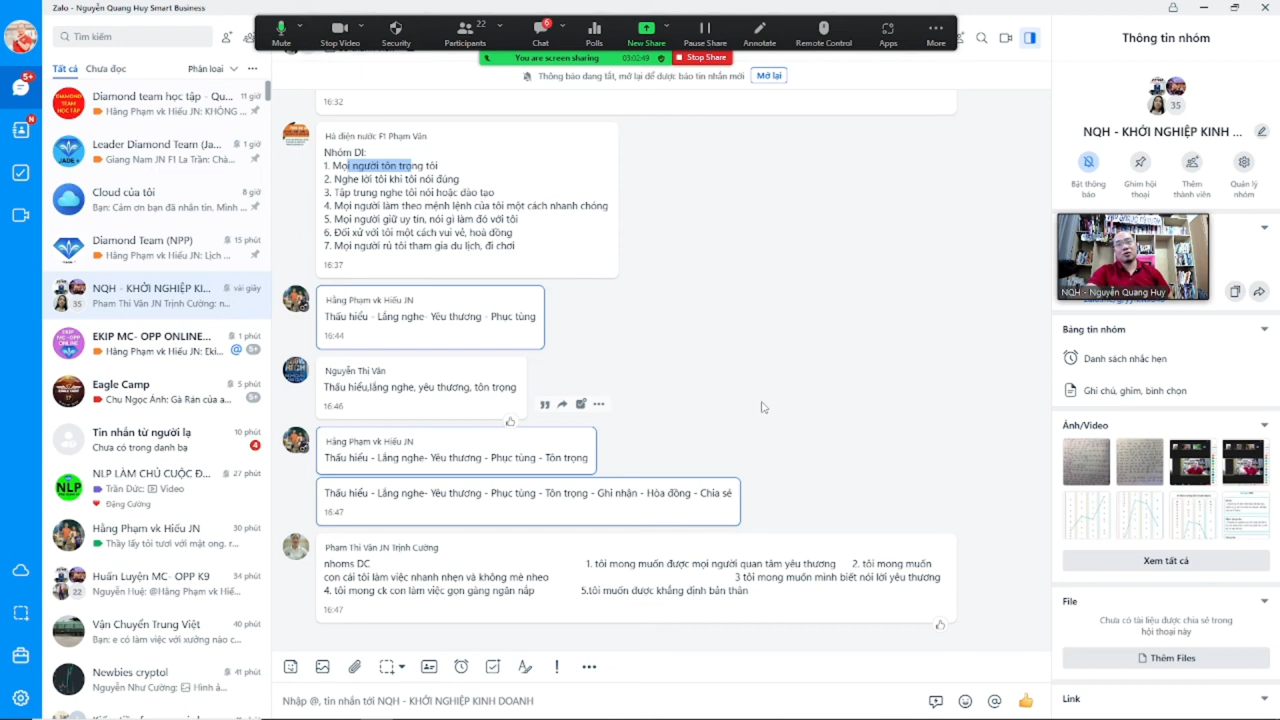 Zalo - Nguyễn Quang Huy Smart Business
Tìm kiếm
Tất cả
Chưa đọc
Phân loại
5+
N
Diamond team học tập - Qu...
11 giờ
Hằng Phạm vk Hiếu JN: KHÔNG ...
DIAMOND
TEAM
HỌC TẬP
Leader Diamond Team (Ja...
1 giờ
Giang Nam JN F1 La Trần: Chà...
JADE+
Cloud của tôi
8 giờ
Bạn: Cảm ơn bạn đã nhắn tin. Mình ...
Diamond Team (NPP)
15 phút
Hằng Phạm vk Hiếu JN: Lịch ...
NQH - KHỞI NGHIỆP KI...
vài giây
Phạm Thi Vân JN Trịnh Cường: n...
35
EKIP MC- OPP ONLINE...
1 phút
Hằng Phạm vk Hiếu JN: Eki...
@ 5+
Eagle Camp
5 phút
Chu Ngọc Ánh: Gà Rán của a...
5+
Tin nhắn từ người lạ
10 phút
Chưa có trong danh bạ
4
NLP LÀM CHỦ CUỘC Đ...
27 phút
Trần Đức: Video
Đặng Cường
NLP
Hằng Phạm vk Hiếu JN
30 phút
Thầy lấy tỏi tươi với mật ong. r...
Huấn Luyện MC- OPP K9
34 phút
Nguyễn Huệ: @Hằng Phạm vk Hiế...
22
Vận Chuyển Trung Việt
40 phút
Bạn: e có làm việc với xưởng nào c...
Newbies cryptol
41 phút
Nguyễn Như Cường: Hình ả...
Mute
Stop Video
Security
Participants
22
Chat
6
Polls
New Share
Pause Share
Annotate
Remote Control
Apps
More
You are screen sharing
03:02:49
Stop Share
Thông báo đang tắt, mở lại để được báo tin nhắn mới
Mở lại
16:32
Hà điện nước F1 Phạm Vân
Nhóm DI:
1. Mọi người tôn trọng tôi
2. Nghe lời tôi khi tôi nói đúng
3. Tập trung nghe tôi nói hoặc đào tạo
4. Mọi người làm theo mệnh lệnh của tôi một cách nhanh chóng
5. Mọi người giữ uy tín, nói gì làm đó với tôi
6. Đối xử với tôi một cách vui vẻ, hoà đồng
7. Mọi người rủ tôi tham gia du lịch, đi chơi
16:37
Hằng Phạm vk Hiếu JN
Thấu hiểu - Lắng nghe- Yêu thương - Phục tùng
16:44
Nguyễn Thi Vân
Thấu hiểu,lắng nghe, yêu thương, tôn trọng
16:46
Hằng Phạm vk Hiếu JN
Thấu hiểu - Lắng nghe- Yêu thương - Phục tùng - Tôn trọng
Thấu hiểu - Lắng nghe- Yêu thương - Phục tùng - Tôn trọng - Ghi nhận - Hòa đồng - Chia sẻ
16:47
Phạm Thi Vân JN Trịnh Cường
nhoms DC 1. tôi mong muốn được mọi người quan tâm yêu thương 2. tôi mong muốn
con cái tôi làm việc nhanh nhẹn và không mè nheo 3 tôi mong muốn mình biết nói lời yêu thương
4. tôi mong ck con làm việc gọn gàng ngăn nắp 5.tôi muốn được khẳng định bản thân
16:47
Nhập @, tin nhắn tới NQH - KHỞI NGHIỆP KINH DOANH
Thông tin nhóm
35
NQH - KHỞI NGHIỆP KINH ...
Bật thông báo
Ghim hội thoại
Thêm thành viên
Quản lý nhóm
NQH - Nguyễn Quang Huy
Bảng tin nhóm
Danh sách nhắc hẹn
Ghi chú, ghim, bình chọn
Ảnh/Video
Xem tất cả
File
Chưa có tài liệu được chia sẻ trong
hội thoại này
Thêm Files
Link